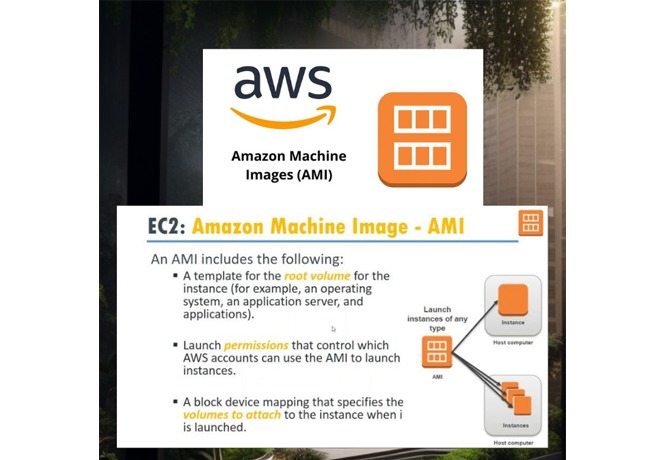 aws
Amazon Machine
Images (AMI)
EC2: Amazon Machine Image - AMI
An AMI includes the following:
▪ A template for the root volume for the
instance (for example, an operating
system, an application server, and
applications).
▪ Launch permissions that control which
AWS accounts can use the AMI to launch
instances.
▪ A block device mapping that specifies the
volumes to attach to the instance when i
is launched.
Launch
instances of any
type
AMI
Instance
Host computer
Instances
Host computer